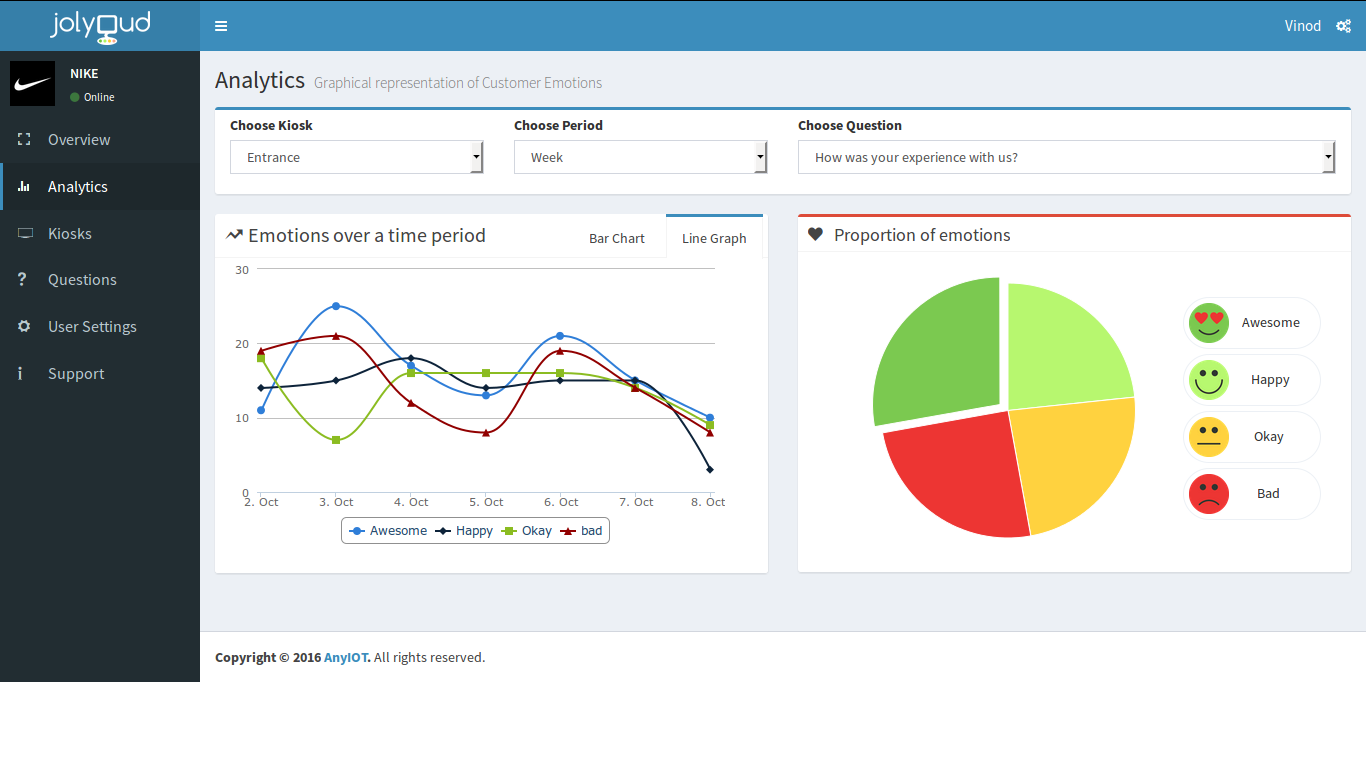 jolyoud
Vinod
NIKE
Online
Overview
Analytics
Kiosks
Questions
User Settings
Support
Analytics Graphical representation of Customer Emotions
Choose Kiosk Choose Period Choose Question
Entrance Week How was your experience with us?
Emotions over a time period Bar Chart Line Graph
30
20
10
0
2. Oct 3. Oct 4. Oct 5. Oct 6. Oct 7. Oct 8. Oct
Awesome Happy Okay bad
Proportion of emotions
Awesome
Happy
Okay
Bad
Copyright © 2016 AnyIOT. All rights reserved.